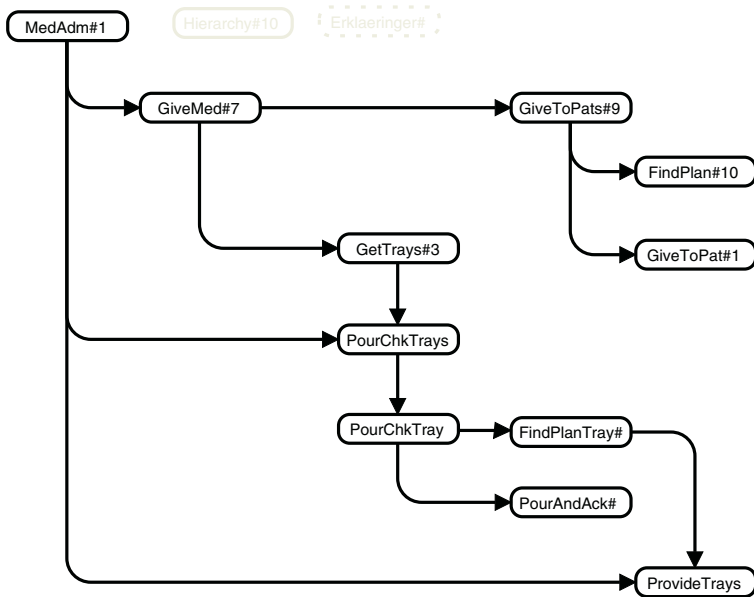 MedAdm#1
Hierarchy#10
Erklaeringer#
GiveMed#7
GiveToPats#9
FindPlan#10
GetTrays#3
GiveToPat#1
PourChkTrays
PourChkTray
FindPlanTray#
PourAndAck#
ProvideTrays